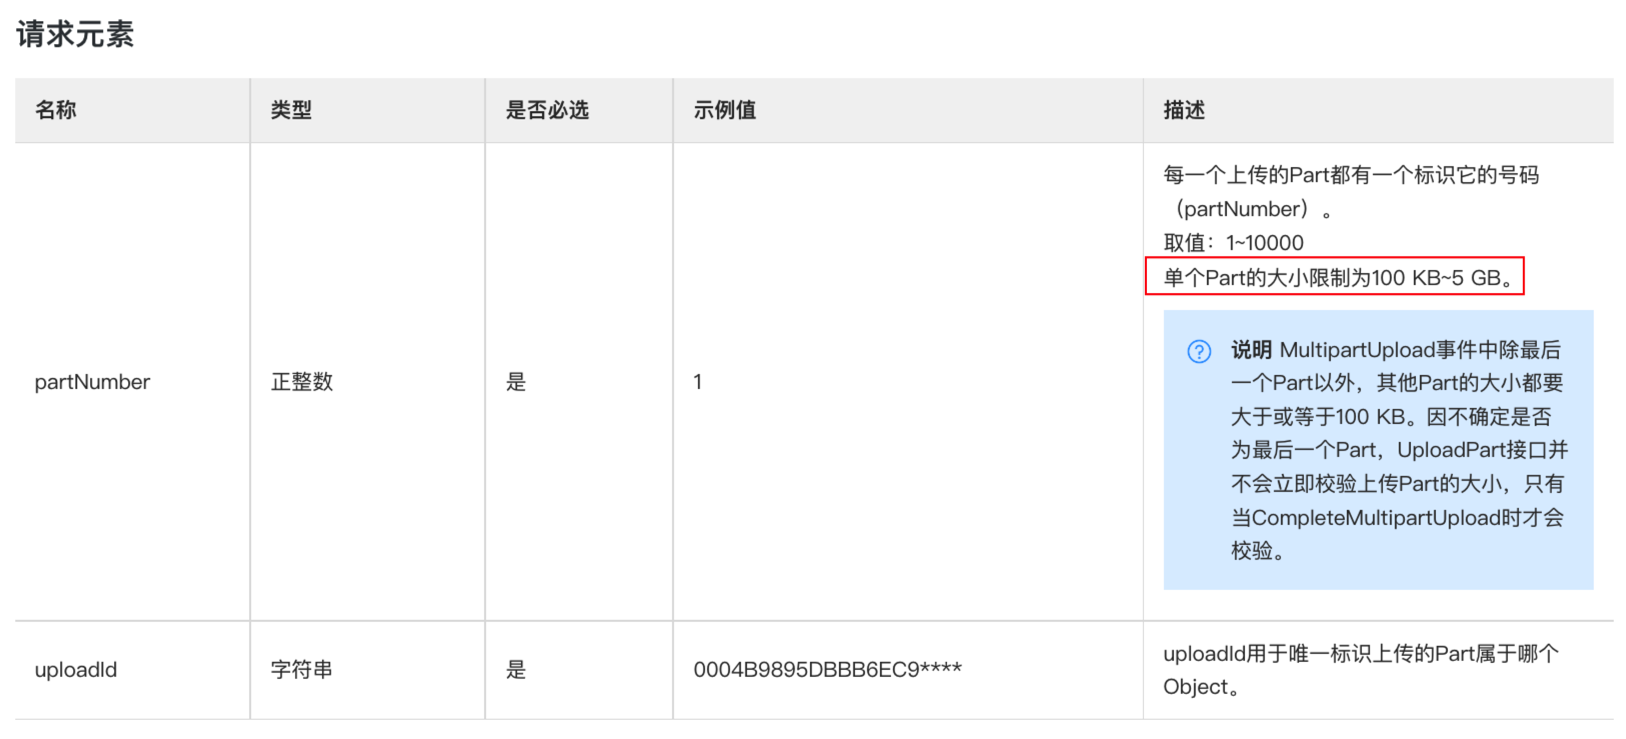 请求元素
名称 类型 是否必选 示例值 描述
每一个上传的Part都有一个标识它的号码
（partNumber）。
取值：1~10000
单个Part的大小限制为100 KB~5 GB。
partNumber 正整数 是 1
说明 MultipartUpload事件中除最后
一个Part以外，其他Part的大小都要
大于或等于100 KB。因不确定是否
为最后一个Part，UploadPart接口并
不会立即校验上传Part的大小，只有
当CompleteMultipartUpload时才会
校验。
uploadId 字符串 是 0004B9895DBBB6EC9****
uploadId用于唯一标识上传的Part属于哪个
Object。